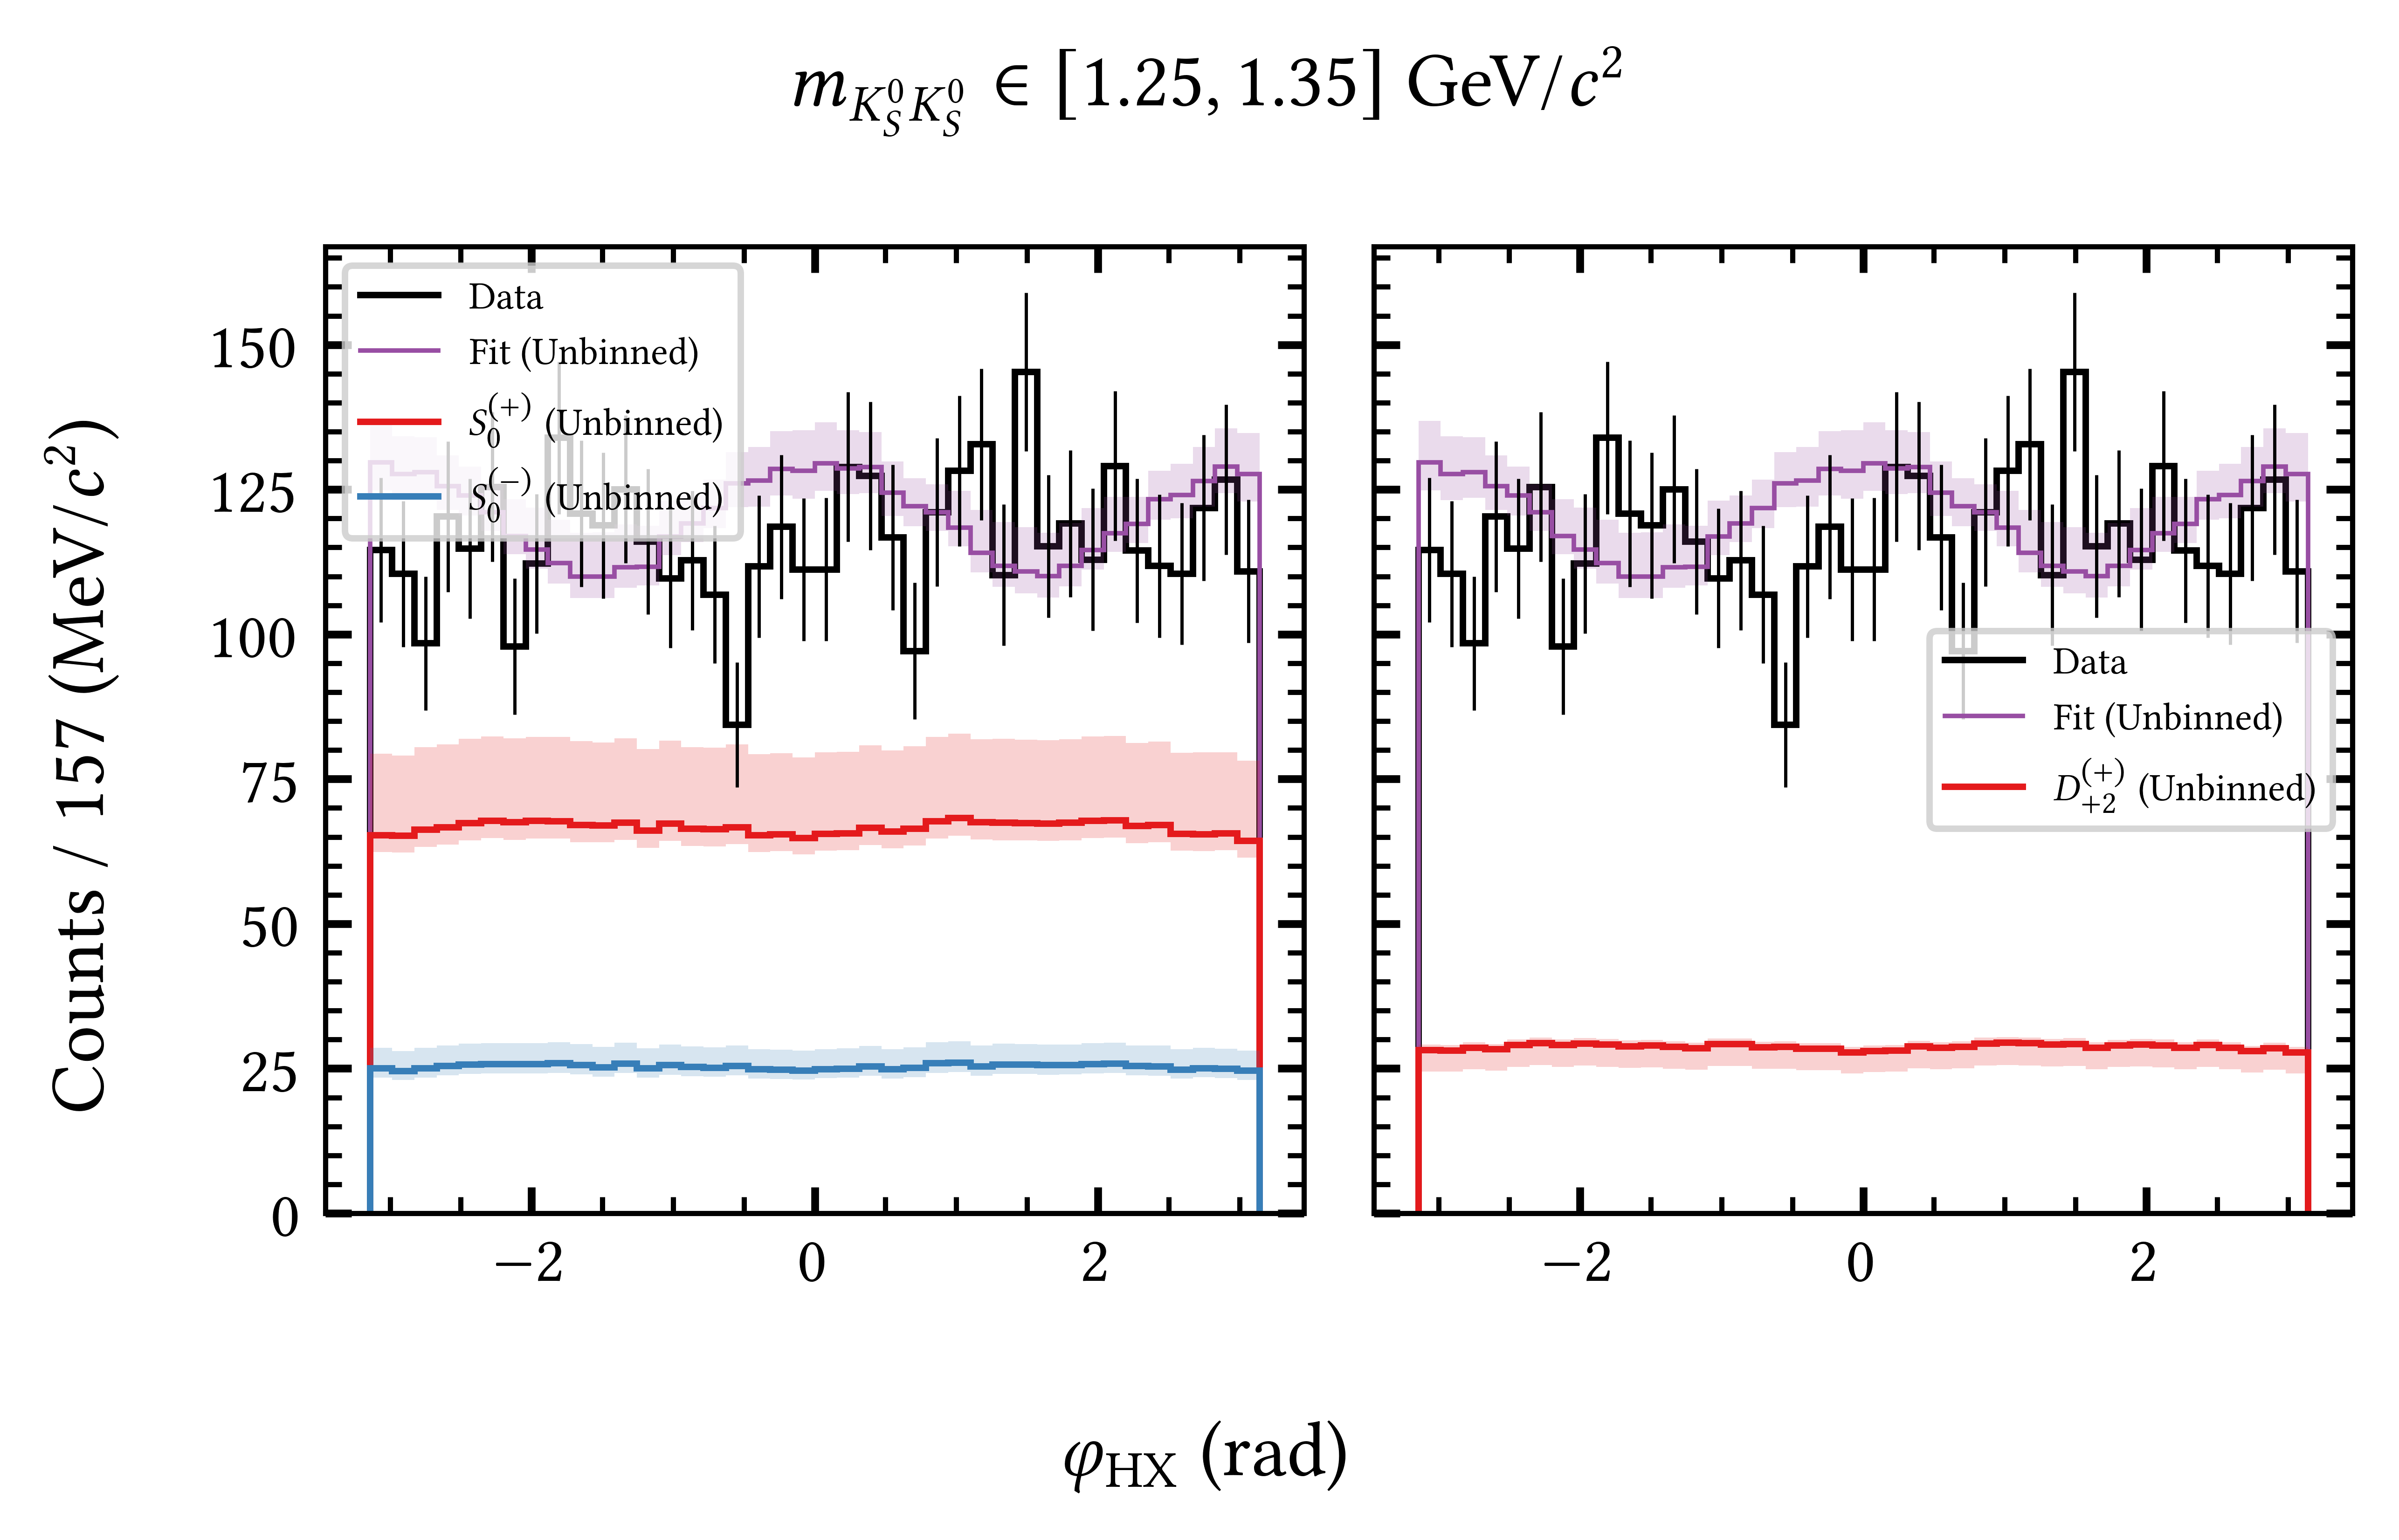 m_{K_S^0 K_S^0} ∈ [1.25, 1.35] GeV/c²
Counts / 157 (MeV/c²)
150
125
100
75
50
25
0
Data
Fit (Unbinned)
S_0^{(+)} (Unbinned)
S_0^{(−)} (Unbinned)
−2 0 2
Data
Fit (Unbinned)
D_{+2}^{(+)} (Unbinned)
−2 0 2
φ_{HX} (rad)